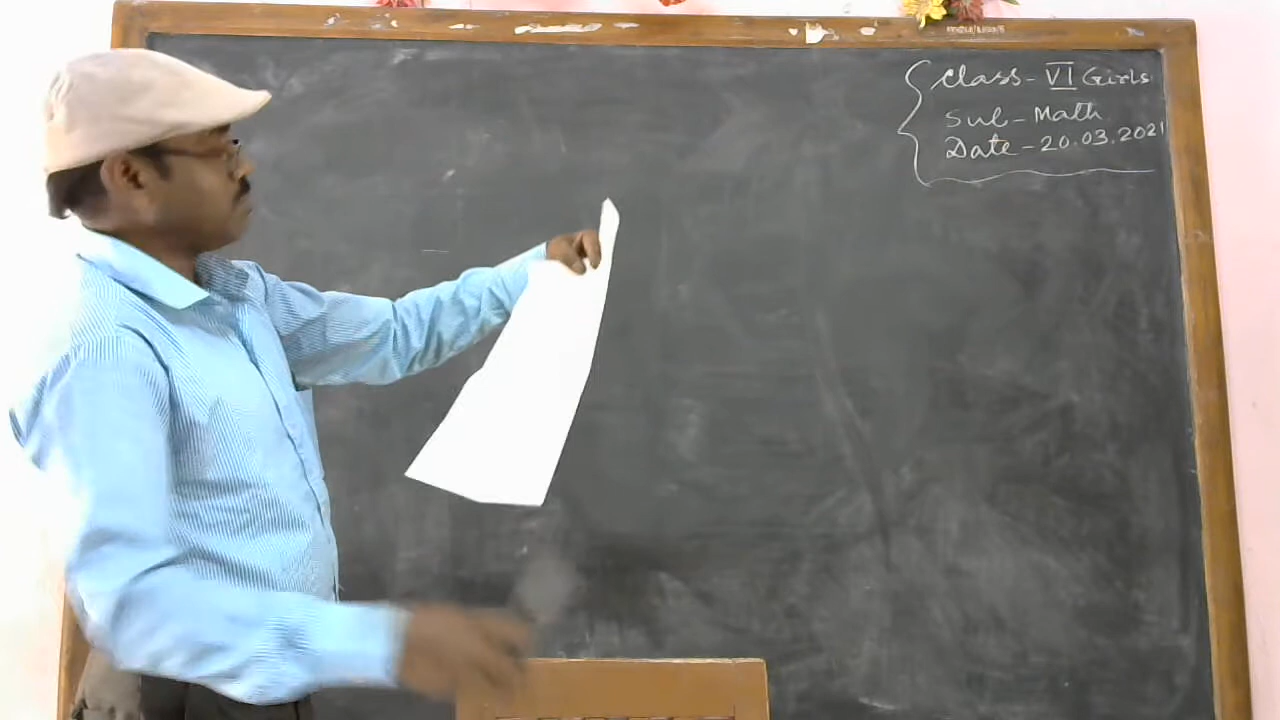 Class - VI Girls
Sub - Math
Date - 20.03.2021